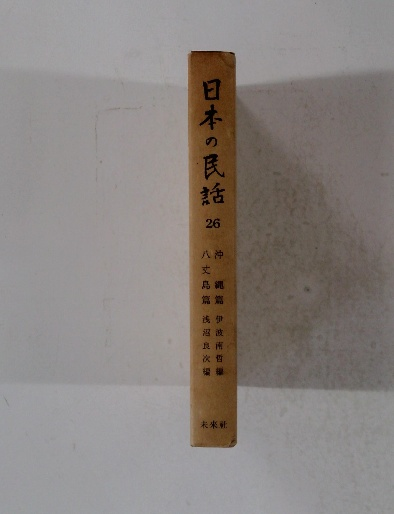 日本の民話
26
沖縄篇 伊波南哲編
八丈島篇 浅沼良次編
未来社